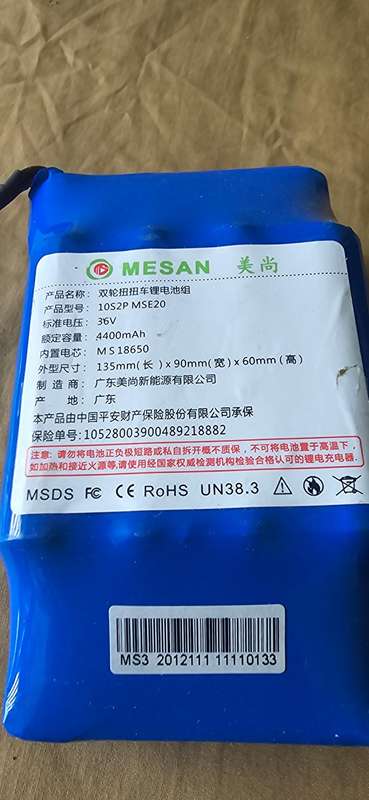 MESAN 美尚
产品名称: 双轮扭扭车锂电池组
产品型号: 10S2P MSE20
标准电压: 36V
额定容量: 4400mAh
内置电芯: MS18650
外型尺寸: 135mm(长)x90mm(宽)x60mm(高)
制造商: 广东美尚新能源有限公司
产地: 广东
本产品由中国平安财产保险股份有限公司承保
保险单号:10528003900489218882
注意: 请勿将电池正负极短路或私自拆开概不质保，不可将电池置于高温下,
如加热和接近火源等,请使用经国家权威检测机构检验合格认可的锂电充电器.
MSDS FC CE RoHS UN38.3
MS3 2012111 11110133